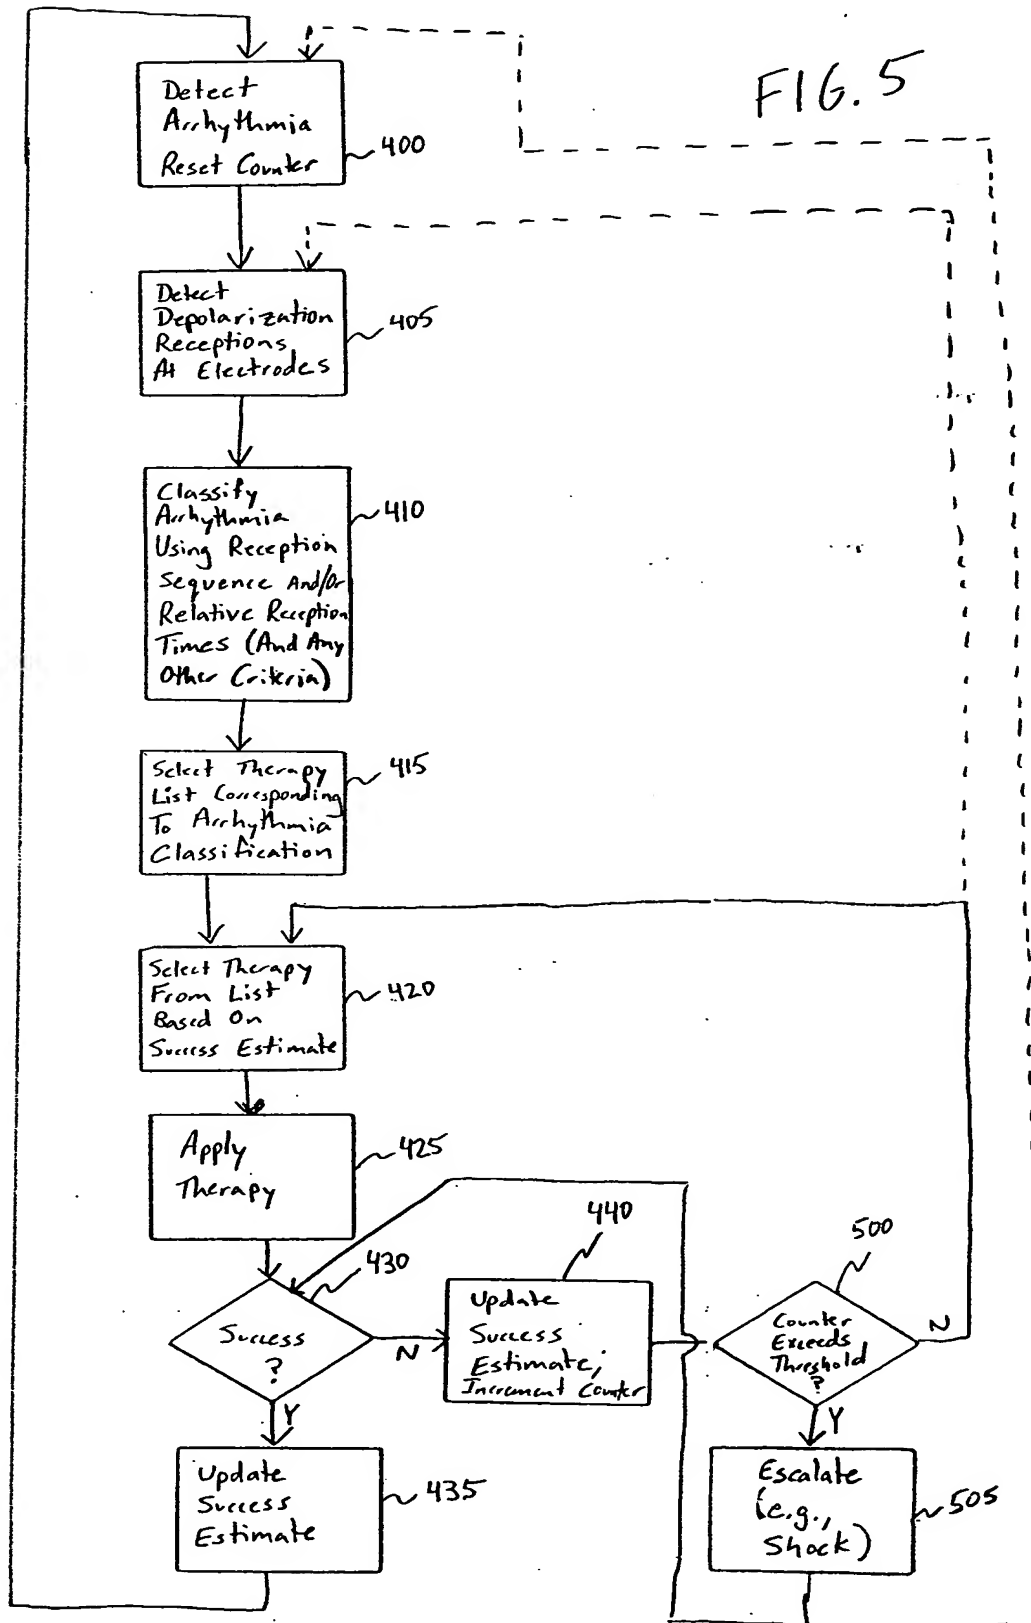 FIG. 5
Detect
Arrhythmia
Reset Counter
400
Detect
Depolarization
Receptions
At Electrodes
405
Classify
Arrhythmia
Using Reception
Sequence And/Or
Relative Reception
Times (And Any
Other Criteria)
410
Select Therapy
List Corresponding
To Arrhythmia
Classification
415
Select Therapy
From List
Based On
Success Estimate
420
Apply
Therapy
425
Success
?
430
N
Y
Update
Success
Estimate;
Increment Counter
440
Counter
Exceeds
Threshold
?
500
N
Y
Update
Success
Estimate
435
Escalate
(e.g.,
Shock)
505